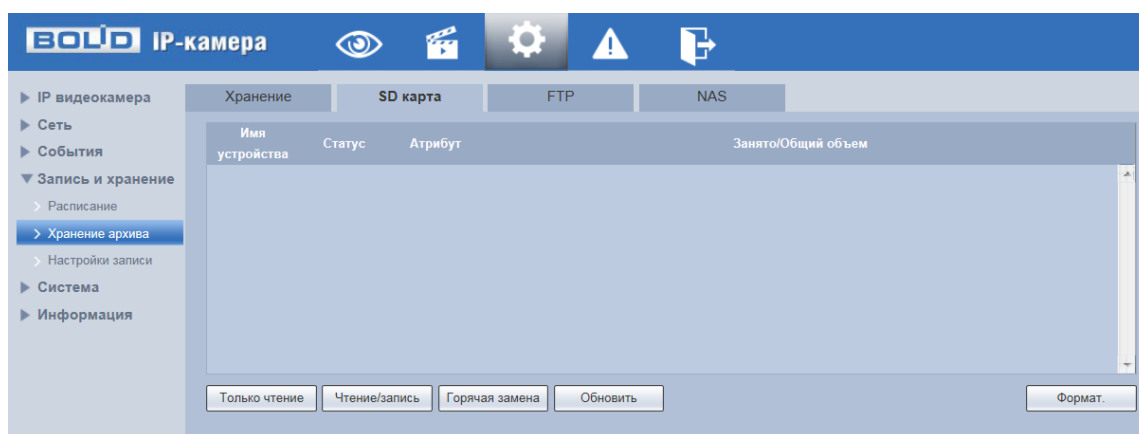 BOLID IP-камера
IP видеокамера
Сеть
События
Запись и хранение
Расписание
Хранение архива
Настройки записи
Система
Информация
Хранение SD карта FTP NAS
Имя устройства Статус Атрибут Занято/Общий объем
Только чтение Чтение/запись Горячая замена Обновить Формат.